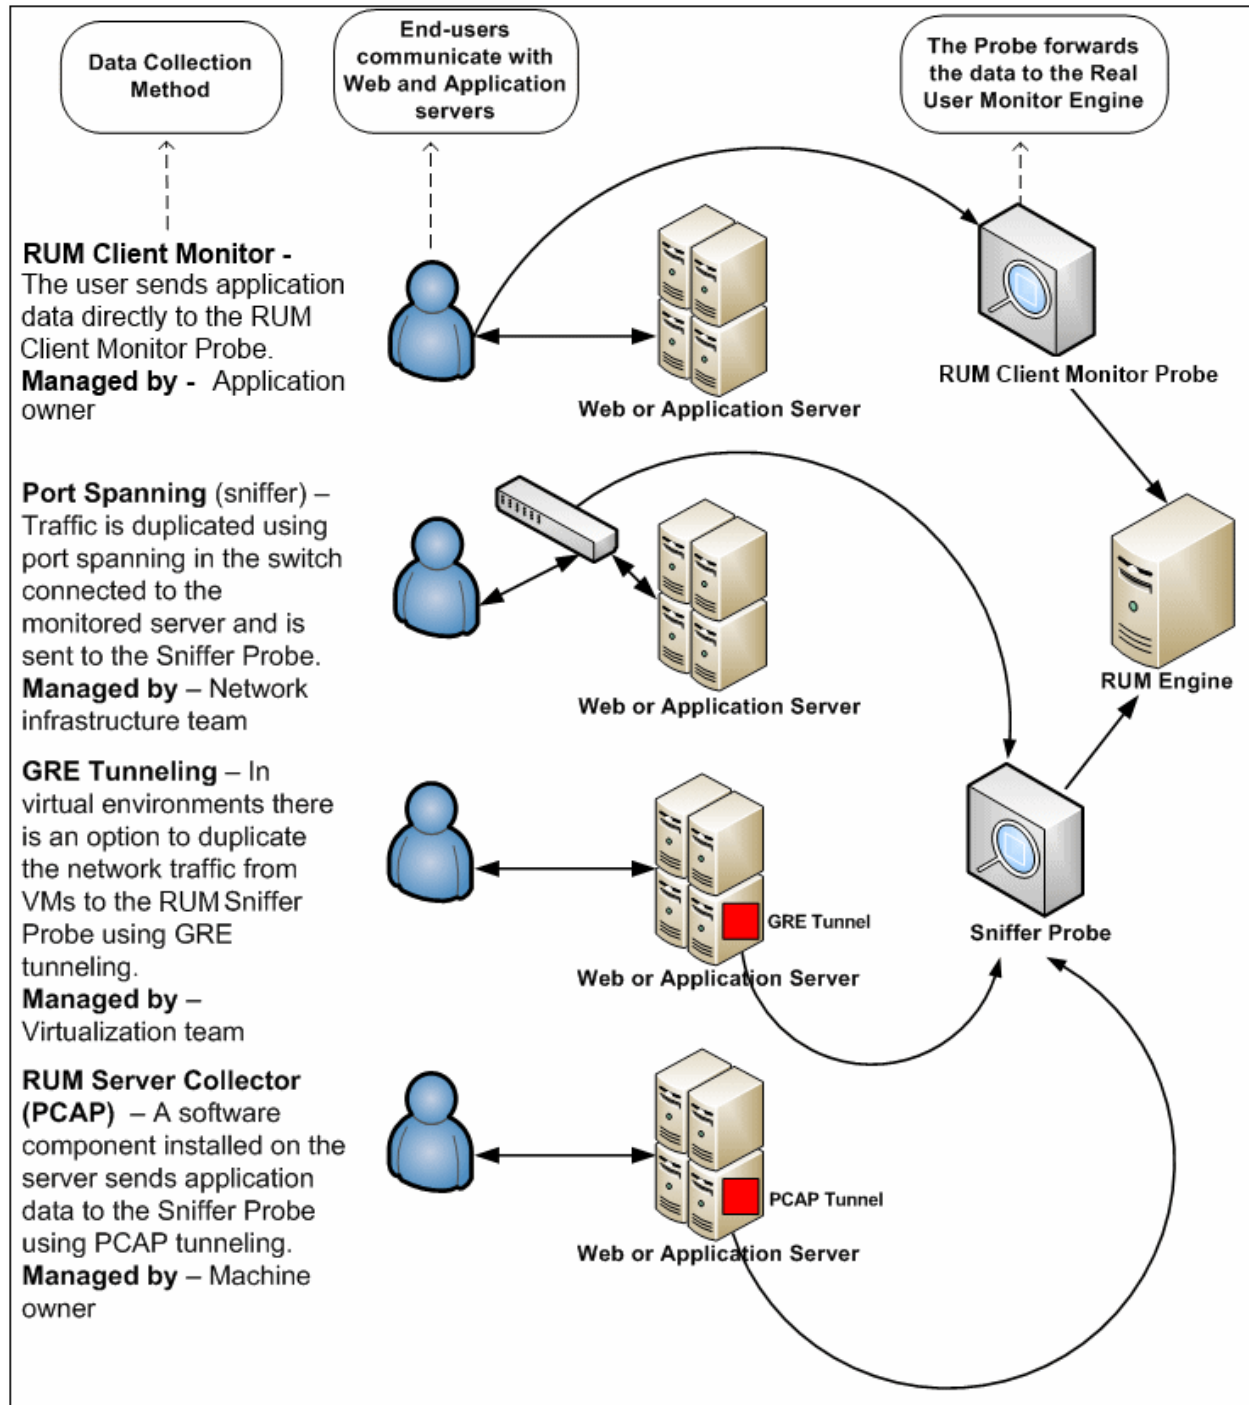 Data Collection
Method
End-users
communicate with
Web and Application
servers
The Probe forwards
the data to the Real
User Monitor Engine
RUM Client Monitor -
The user sends application
data directly to the RUM
Client Monitor Probe.
Managed by - Application
owner
Web or Application Server
RUM Client Monitor Probe
Port Spanning (sniffer) –
Traffic is duplicated using
port spanning in the switch
connected to the
monitored server and is
sent to the Sniffer Probe.
Managed by – Network
infrastructure team
Web or Application Server
RUM Engine
GRE Tunneling – In
virtual environments there
is an option to duplicate
the network traffic from
VMs to the RUM Sniffer
Probe using GRE
tunneling.
Managed by –
Virtualization team
GRE Tunnel
Web or Application Server
Sniffer Probe
RUM Server Collector
(PCAP) – A software
component installed on the
server sends application
data to the Sniffer Probe
using PCAP tunneling.
Managed by – Machine
owner
PCAP Tunnel
Web or Application Server